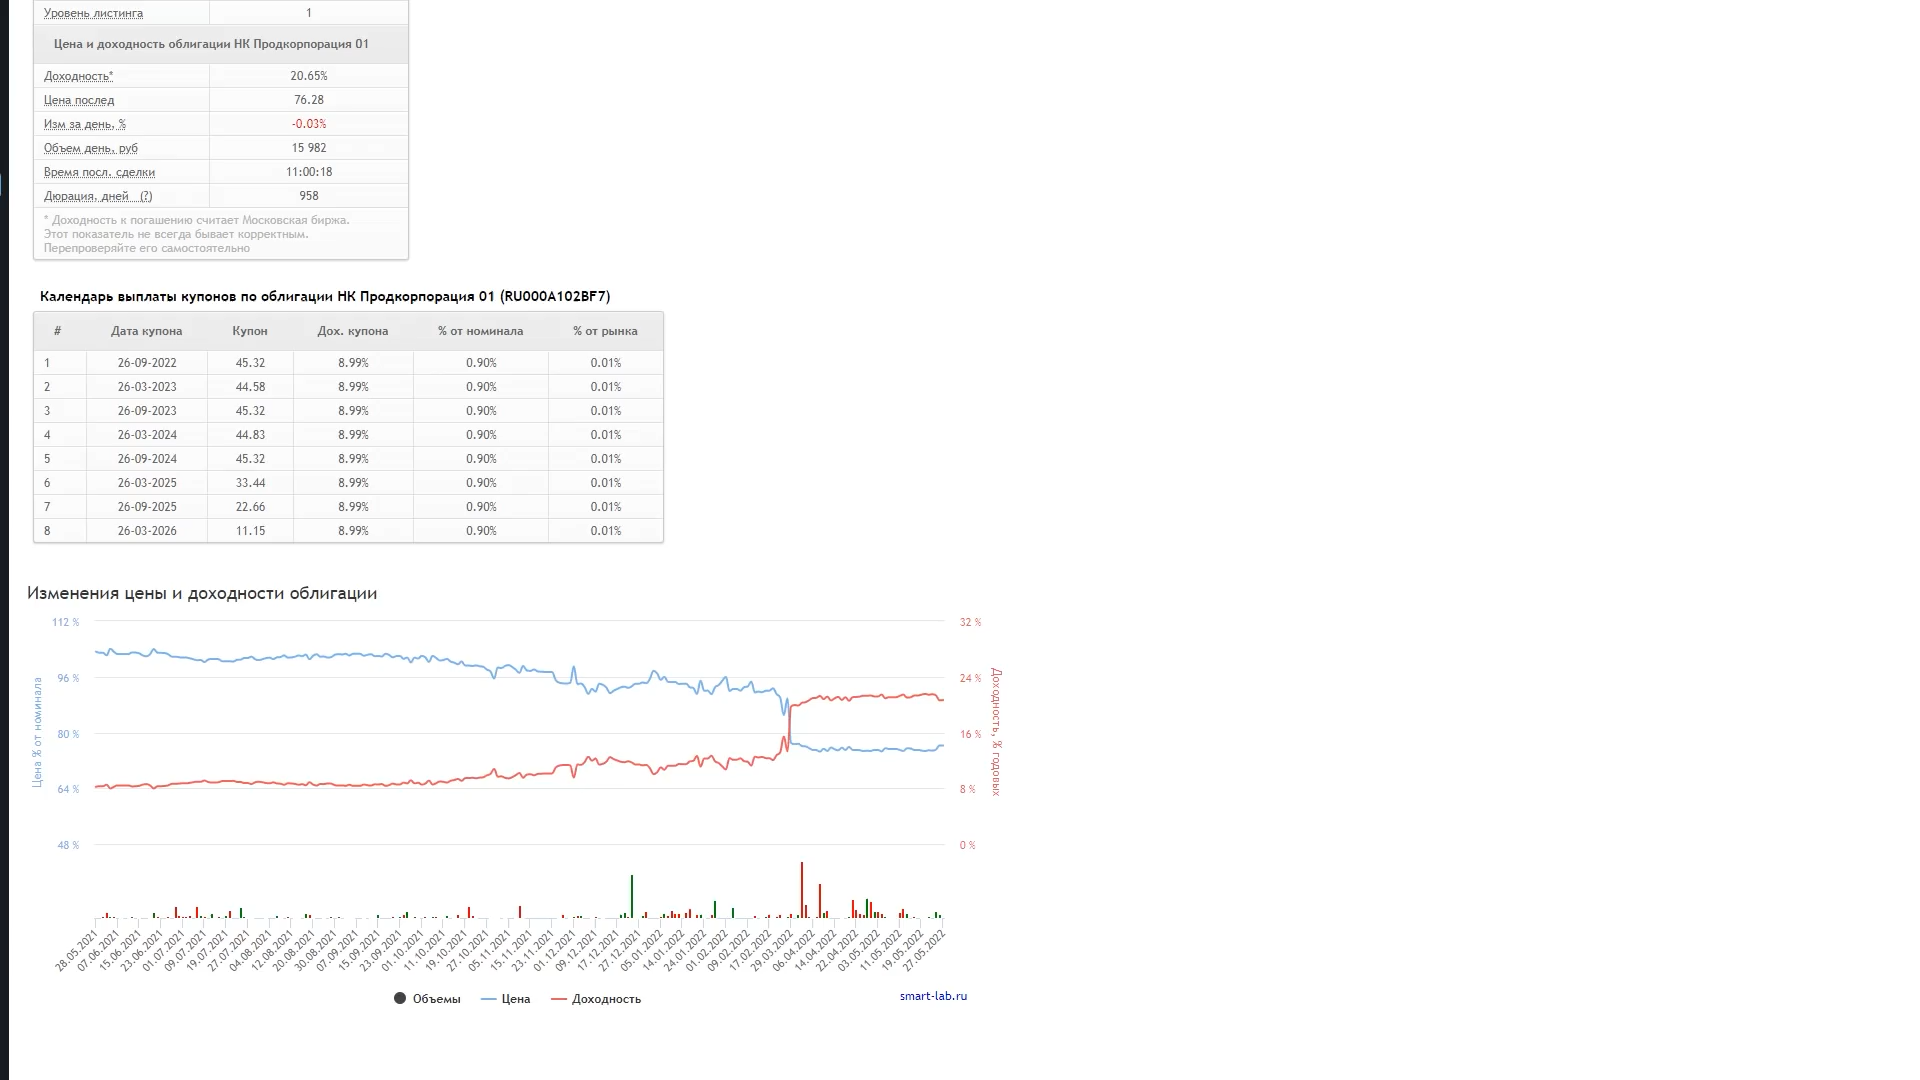 Уровень листинга 1
Цена и доходность облигации НК Продкорпорация 01
Доходность* 20.65%
Цена послед 76.28
Изм за день, % -0.03%
Объем день, руб 15 982
Время посл. сделки 11:00:18
Дюрация, дней (?) 958
* Доходность к погашению считает Московская биржа.
Этот показатель не всегда бывает корректным.
Перепроверяйте его самостоятельно
Календарь выплаты купонов по облигации НК Продкорпорация 01 (RU000A102BF7)
# Дата купона Купон Дох. купона % от номинала % от рынка
1 26-09-2022 45.32 8.99% 0.90% 0.01%
2 26-03-2023 44.58 8.99% 0.90% 0.01%
3 26-09-2023 45.32 8.99% 0.90% 0.01%
4 26-03-2024 44.83 8.99% 0.90% 0.01%
5 26-09-2024 45.32 8.99% 0.90% 0.01%
6 26-03-2025 33.44 8.99% 0.90% 0.01%
7 26-09-2025 22.66 8.99% 0.90% 0.01%
8 26-03-2026 11.15 8.99% 0.90% 0.01%
Изменения цены и доходности облигации
112 % 32 %
96 % 24 %
80 % 16 %
64 % 8 %
48 % 0 %
Цена % от номинала
Доходность, % годовых
28.05.2021 07.06.2021 15.06.2021 23.06.2021 01.07.2021 09.07.2021 19.07.2021 27.07.2021 04.08.2021 12.08.2021 20.08.2021 30.08.2021 07.09.2021 15.09.2021 23.09.2021 01.10.2021 11.10.2021 19.10.2021 27.10.2021 05.11.2021 15.11.2021 23.11.2021 01.12.2021 09.12.2021 17.12.2021 27.12.2021 05.01.2022 14.01.2022 24.01.2022 01.02.2022 09.02.2022 17.02.2022 29.03.2022 06.04.2022 14.04.2022 22.04.2022 03.05.2022 11.05.2022 19.05.2022 27.05.2022
Объемы Цена Доходность
smart-lab.ru